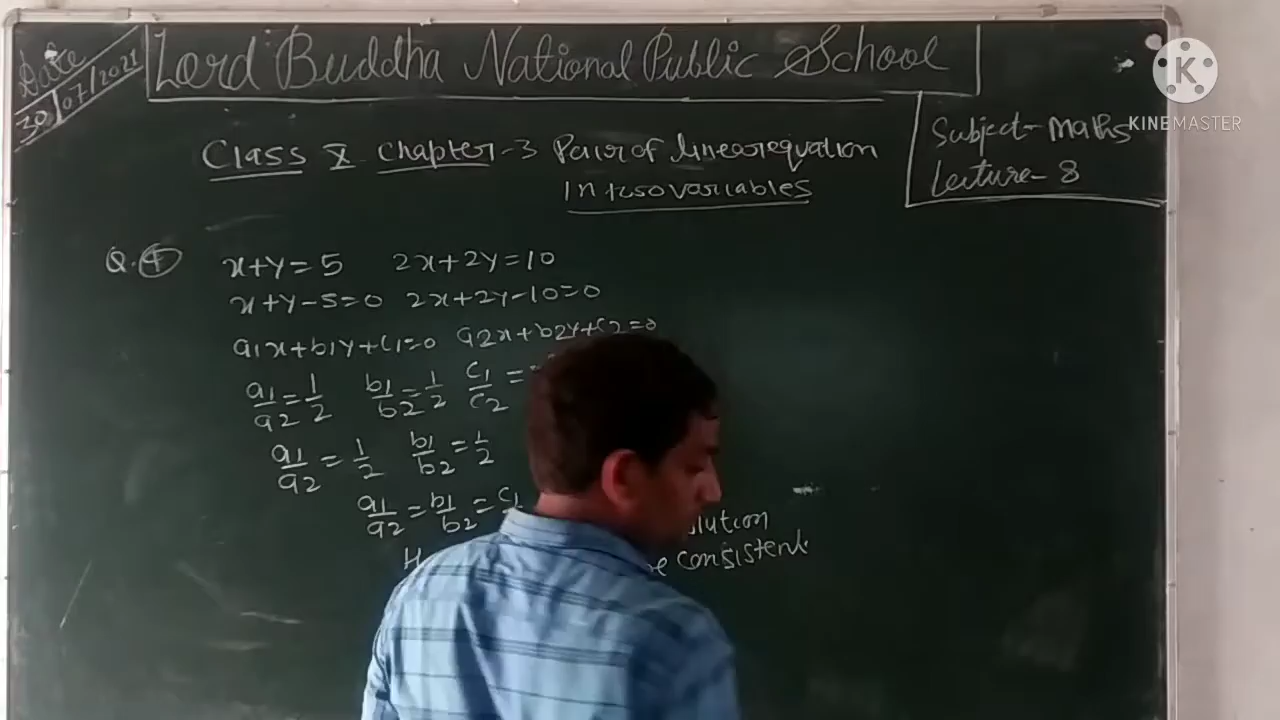 Date
30/07/2021
Lord Buddha National Public School
KINEMASTER
Subject- Maths
Lecture- 8
Class X Chapter-3 Pair of linear equation
In two variables
Q.4 x+y=5 2x+2y=10
x+y-5=0 2x+2y-10=0
a1x+b1y+c1=0 a2x+b2y+c2=0
a1/a2=1/2 b1/b2=1/2 c1/c2=
a1/a2=1/2 b1/b2=1/2
a1/a2=b1/b2=c1
lution
H consistent